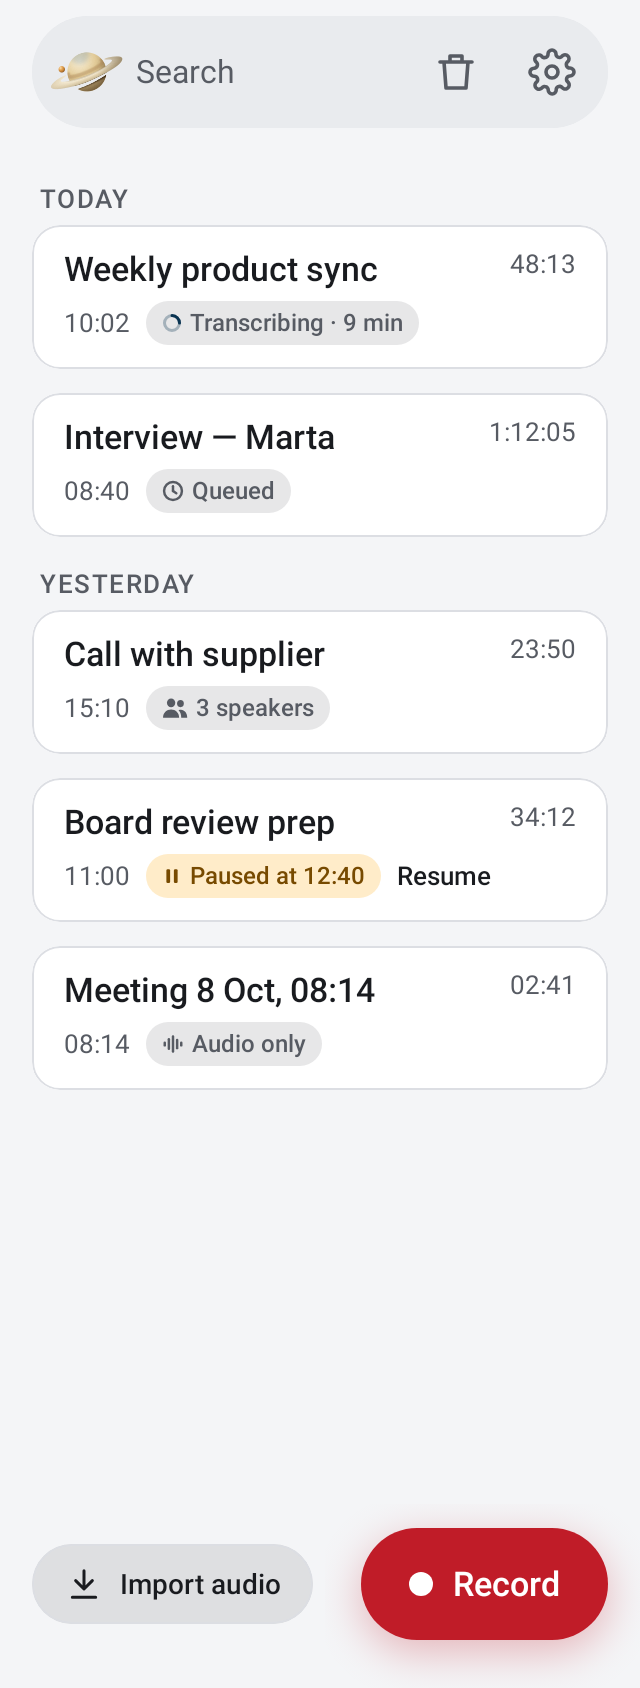 Search
TODAY
Weekly product sync 48:13
10:02 Transcribing · 9 min
Interview — Marta 1:12:05
08:40 Queued
YESTERDAY
Call with supplier 23:50
15:10 3 speakers
Board review prep 34:12
11:00 Paused at 12:40 Resume
Meeting 8 Oct, 08:14 02:41
08:14 Audio only
Import audio Record